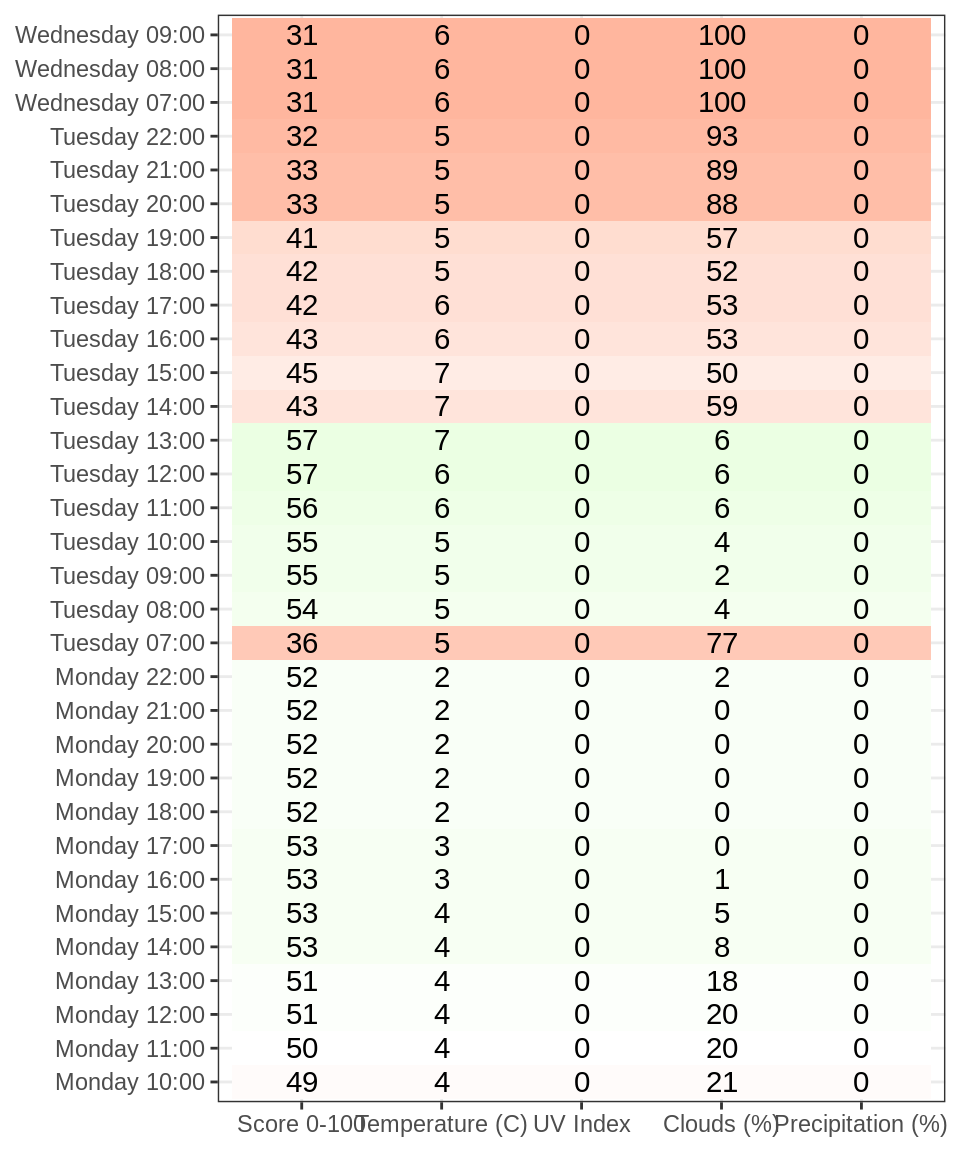 Wednesday 09:00 31 6 0 100 0
Wednesday 08:00 31 6 0 100 0
Wednesday 07:00 31 6 0 100 0
Tuesday 22:00 32 5 0 93 0
Tuesday 21:00 33 5 0 89 0
Tuesday 20:00 33 5 0 88 0
Tuesday 19:00 41 5 0 57 0
Tuesday 18:00 42 5 0 52 0
Tuesday 17:00 42 6 0 53 0
Tuesday 16:00 43 6 0 53 0
Tuesday 15:00 45 7 0 50 0
Tuesday 14:00 43 7 0 59 0
Tuesday 13:00 57 7 0 6 0
Tuesday 12:00 57 6 0 6 0
Tuesday 11:00 56 6 0 6 0
Tuesday 10:00 55 5 0 4 0
Tuesday 09:00 55 5 0 2 0
Tuesday 08:00 54 5 0 4 0
Tuesday 07:00 36 5 0 77 0
Monday 22:00 52 2 0 2 0
Monday 21:00 52 2 0 0 0
Monday 20:00 52 2 0 0 0
Monday 19:00 52 2 0 0 0
Monday 18:00 52 2 0 0 0
Monday 17:00 53 3 0 0 0
Monday 16:00 53 3 0 1 0
Monday 15:00 53 4 0 5 0
Monday 14:00 53 4 0 8 0
Monday 13:00 51 4 0 18 0
Monday 12:00 51 4 0 20 0
Monday 11:00 50 4 0 20 0
Monday 10:00 49 4 0 21 0
Score 0-100 Temperature (C) UV Index Clouds (%) Precipitation (%)